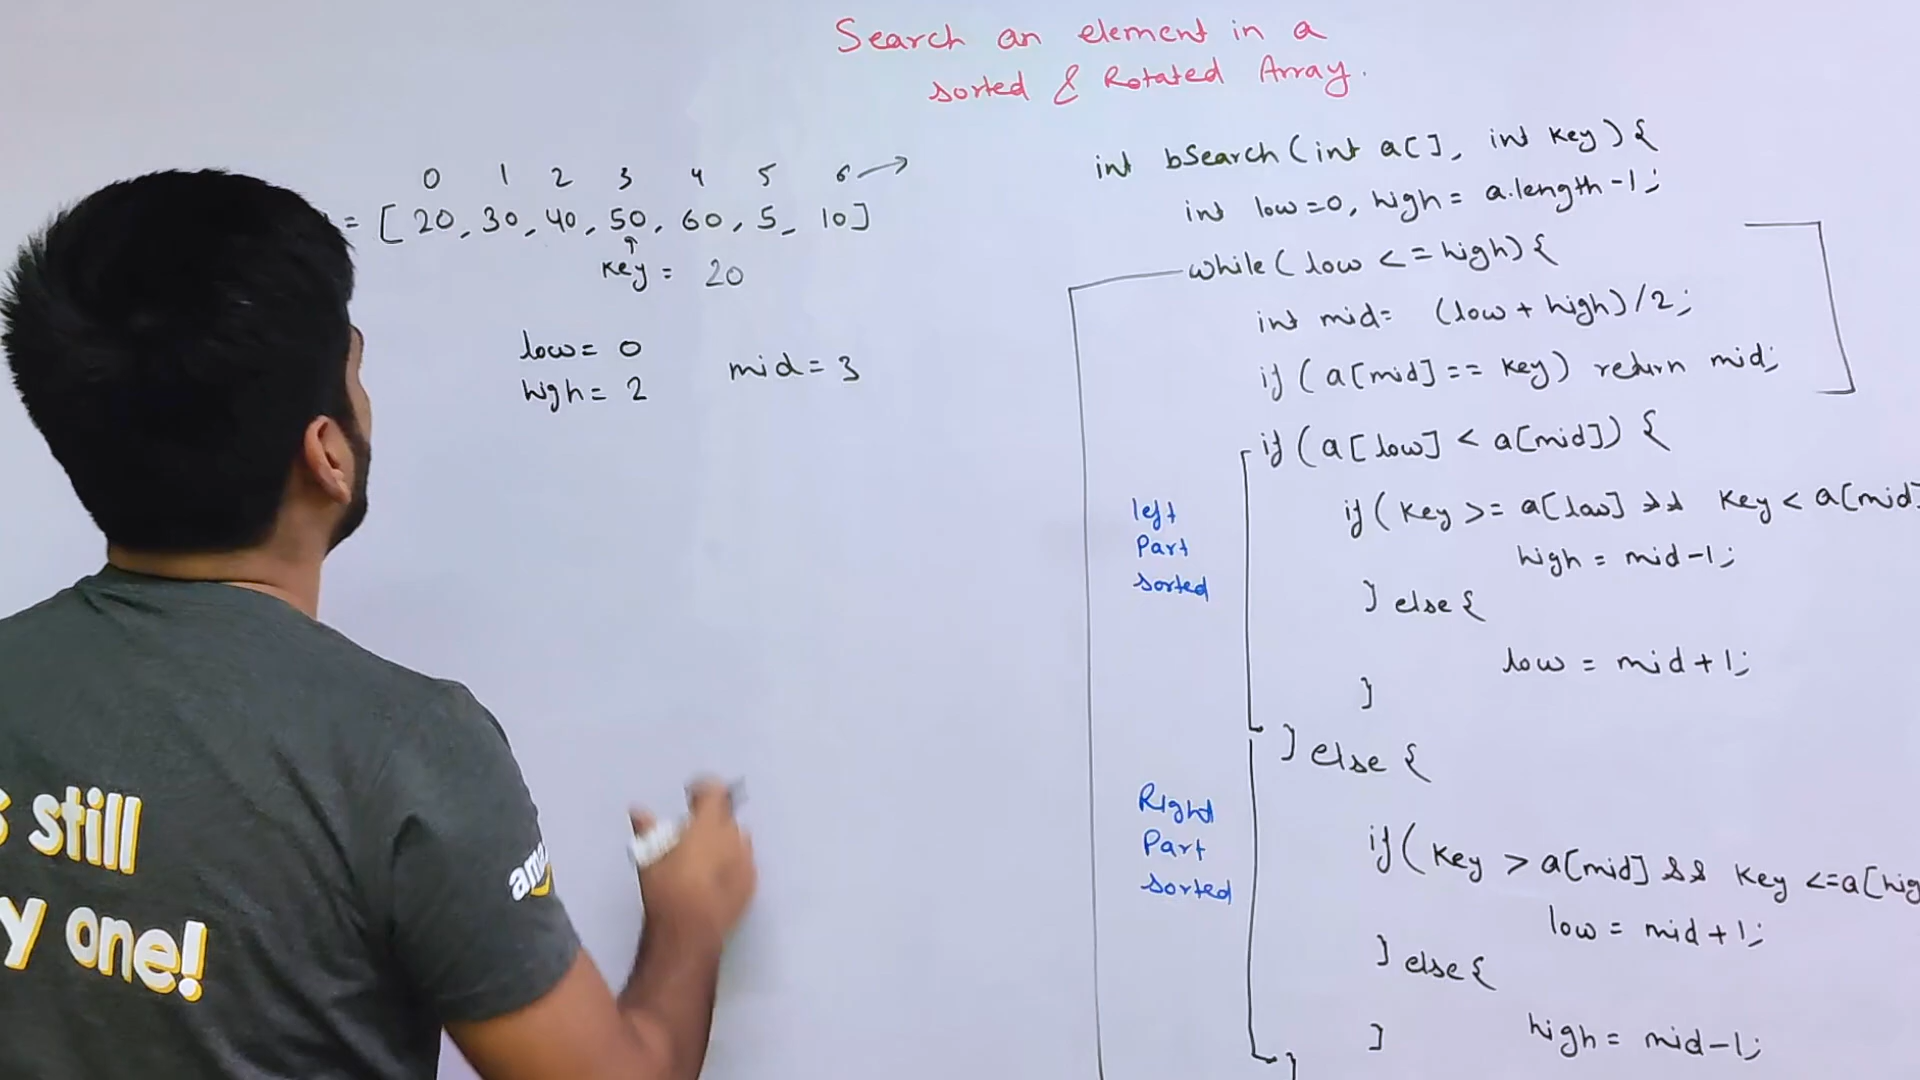 Search an element in a
sorted & Rotated Array.
0 1 2 3 4 5 6
= [ 20, 30, 40, 50, 60, 5, 10]
key = 20
low = 0
high = 2
mid = 3
int bSearch (int a[], int key) {
int low=0, high = a.length-1;
while ( low <= high) {
int mid = (low + high)/2;
if ( a[mid] == key) return mid;
if ( a[low] < a[mid]) {
if ( key >= a[low] && key < a[mid]
high = mid-1;
} else {
low = mid+1;
}
} else {
if ( key > a[mid] && key <= a[hig
low = mid+1;
} else {
high = mid-1;
}
}
left
Part
sorted
Right
Part
sorted
still
y one!
ama